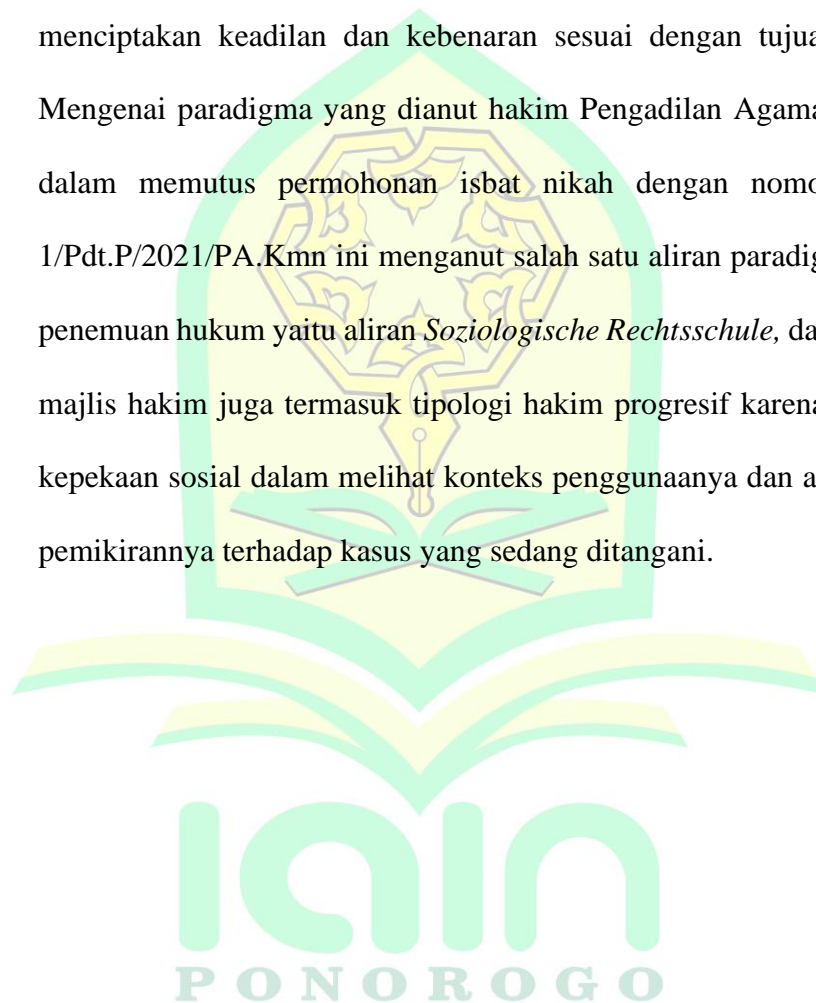 menciptakan keadilan dan kebenaran sesuai dengan
Mengenai paradigma yang dianut hakim Pengadilan Agama
dalam memutus permohonan isbat nikah dengan
1/Pdt.P/2021/PA.Kmn ini menganut salah satu aliran
penemuan hukum yaitu aliran Soziologische Rechtsschule,
majlis hakim juga termasuk tipologi hakim progresif karena
kepekaan sosial dalam melihat konteks penggunaanya dan
pemikirannya terhadap kasus yang sedang ditangani.
iain
PONOROGO